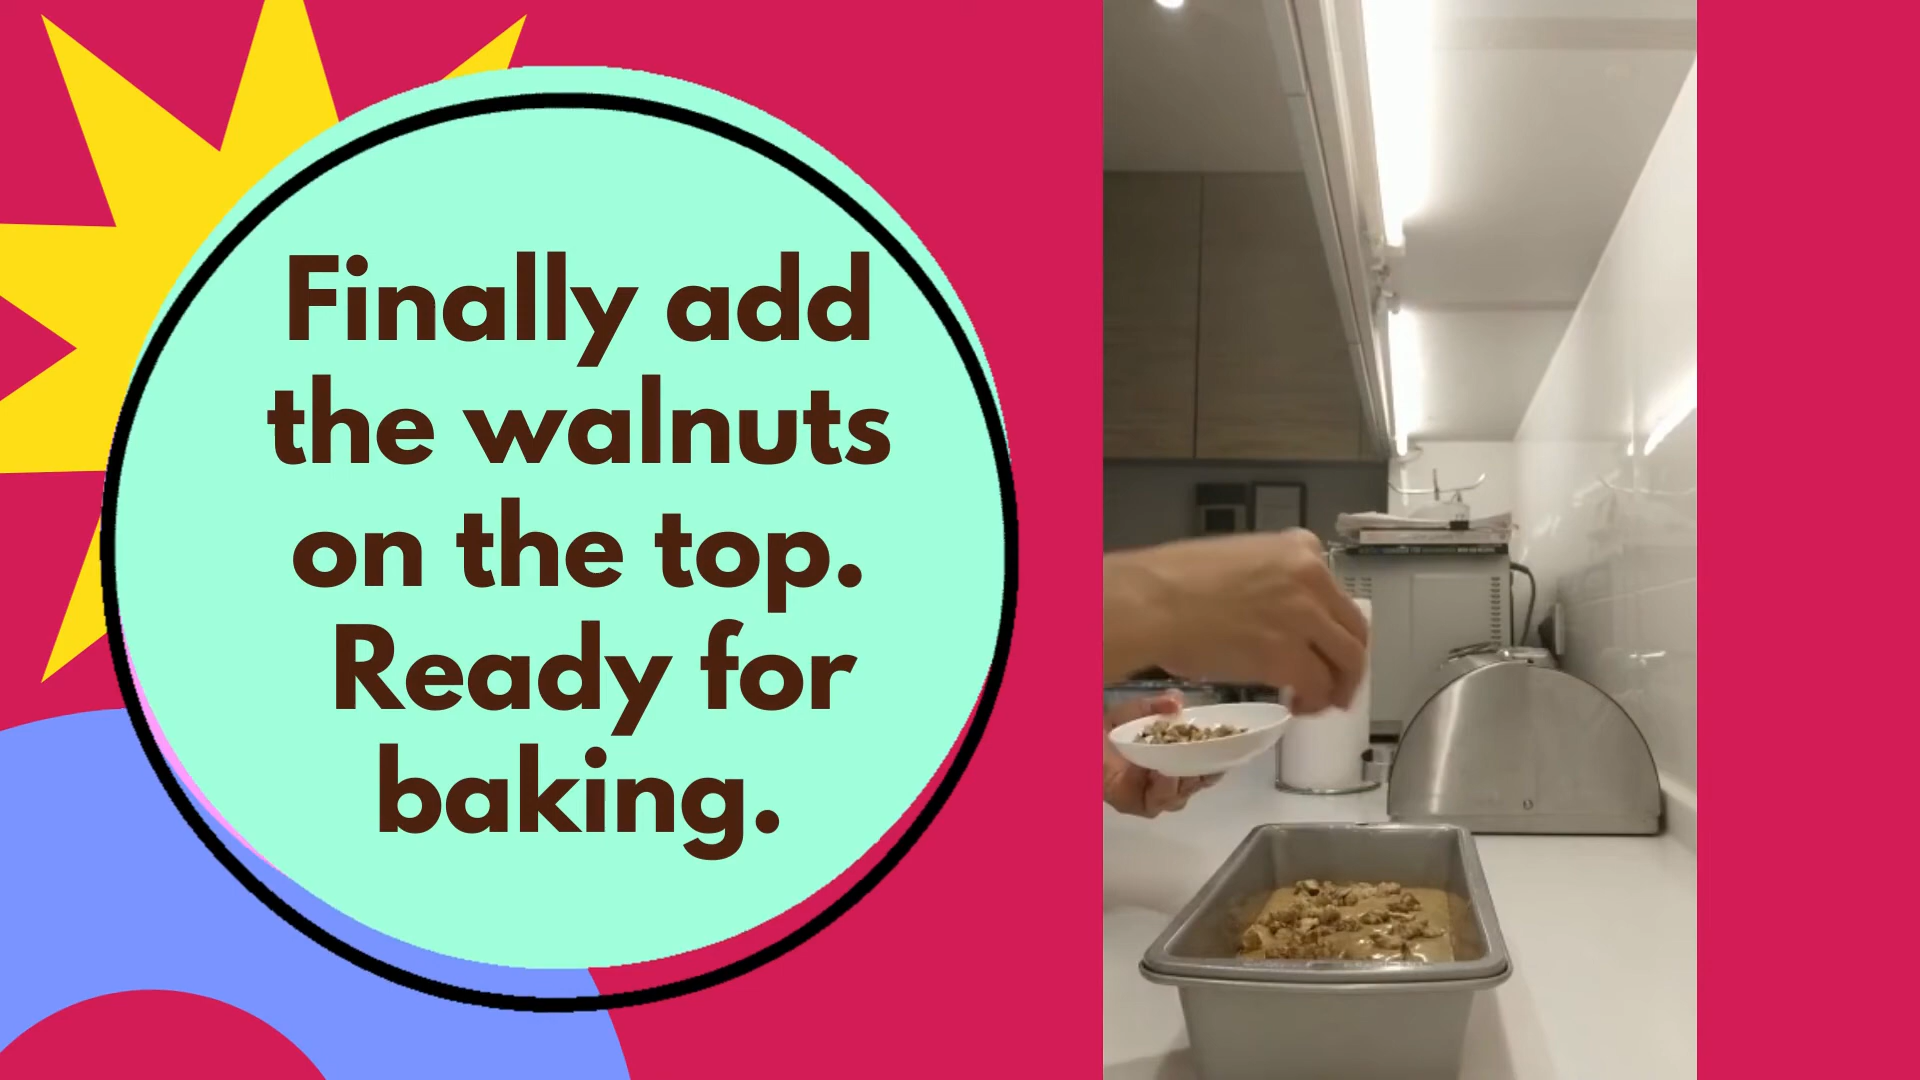 Finally add
the walnuts
on the top.
Ready for
baking.